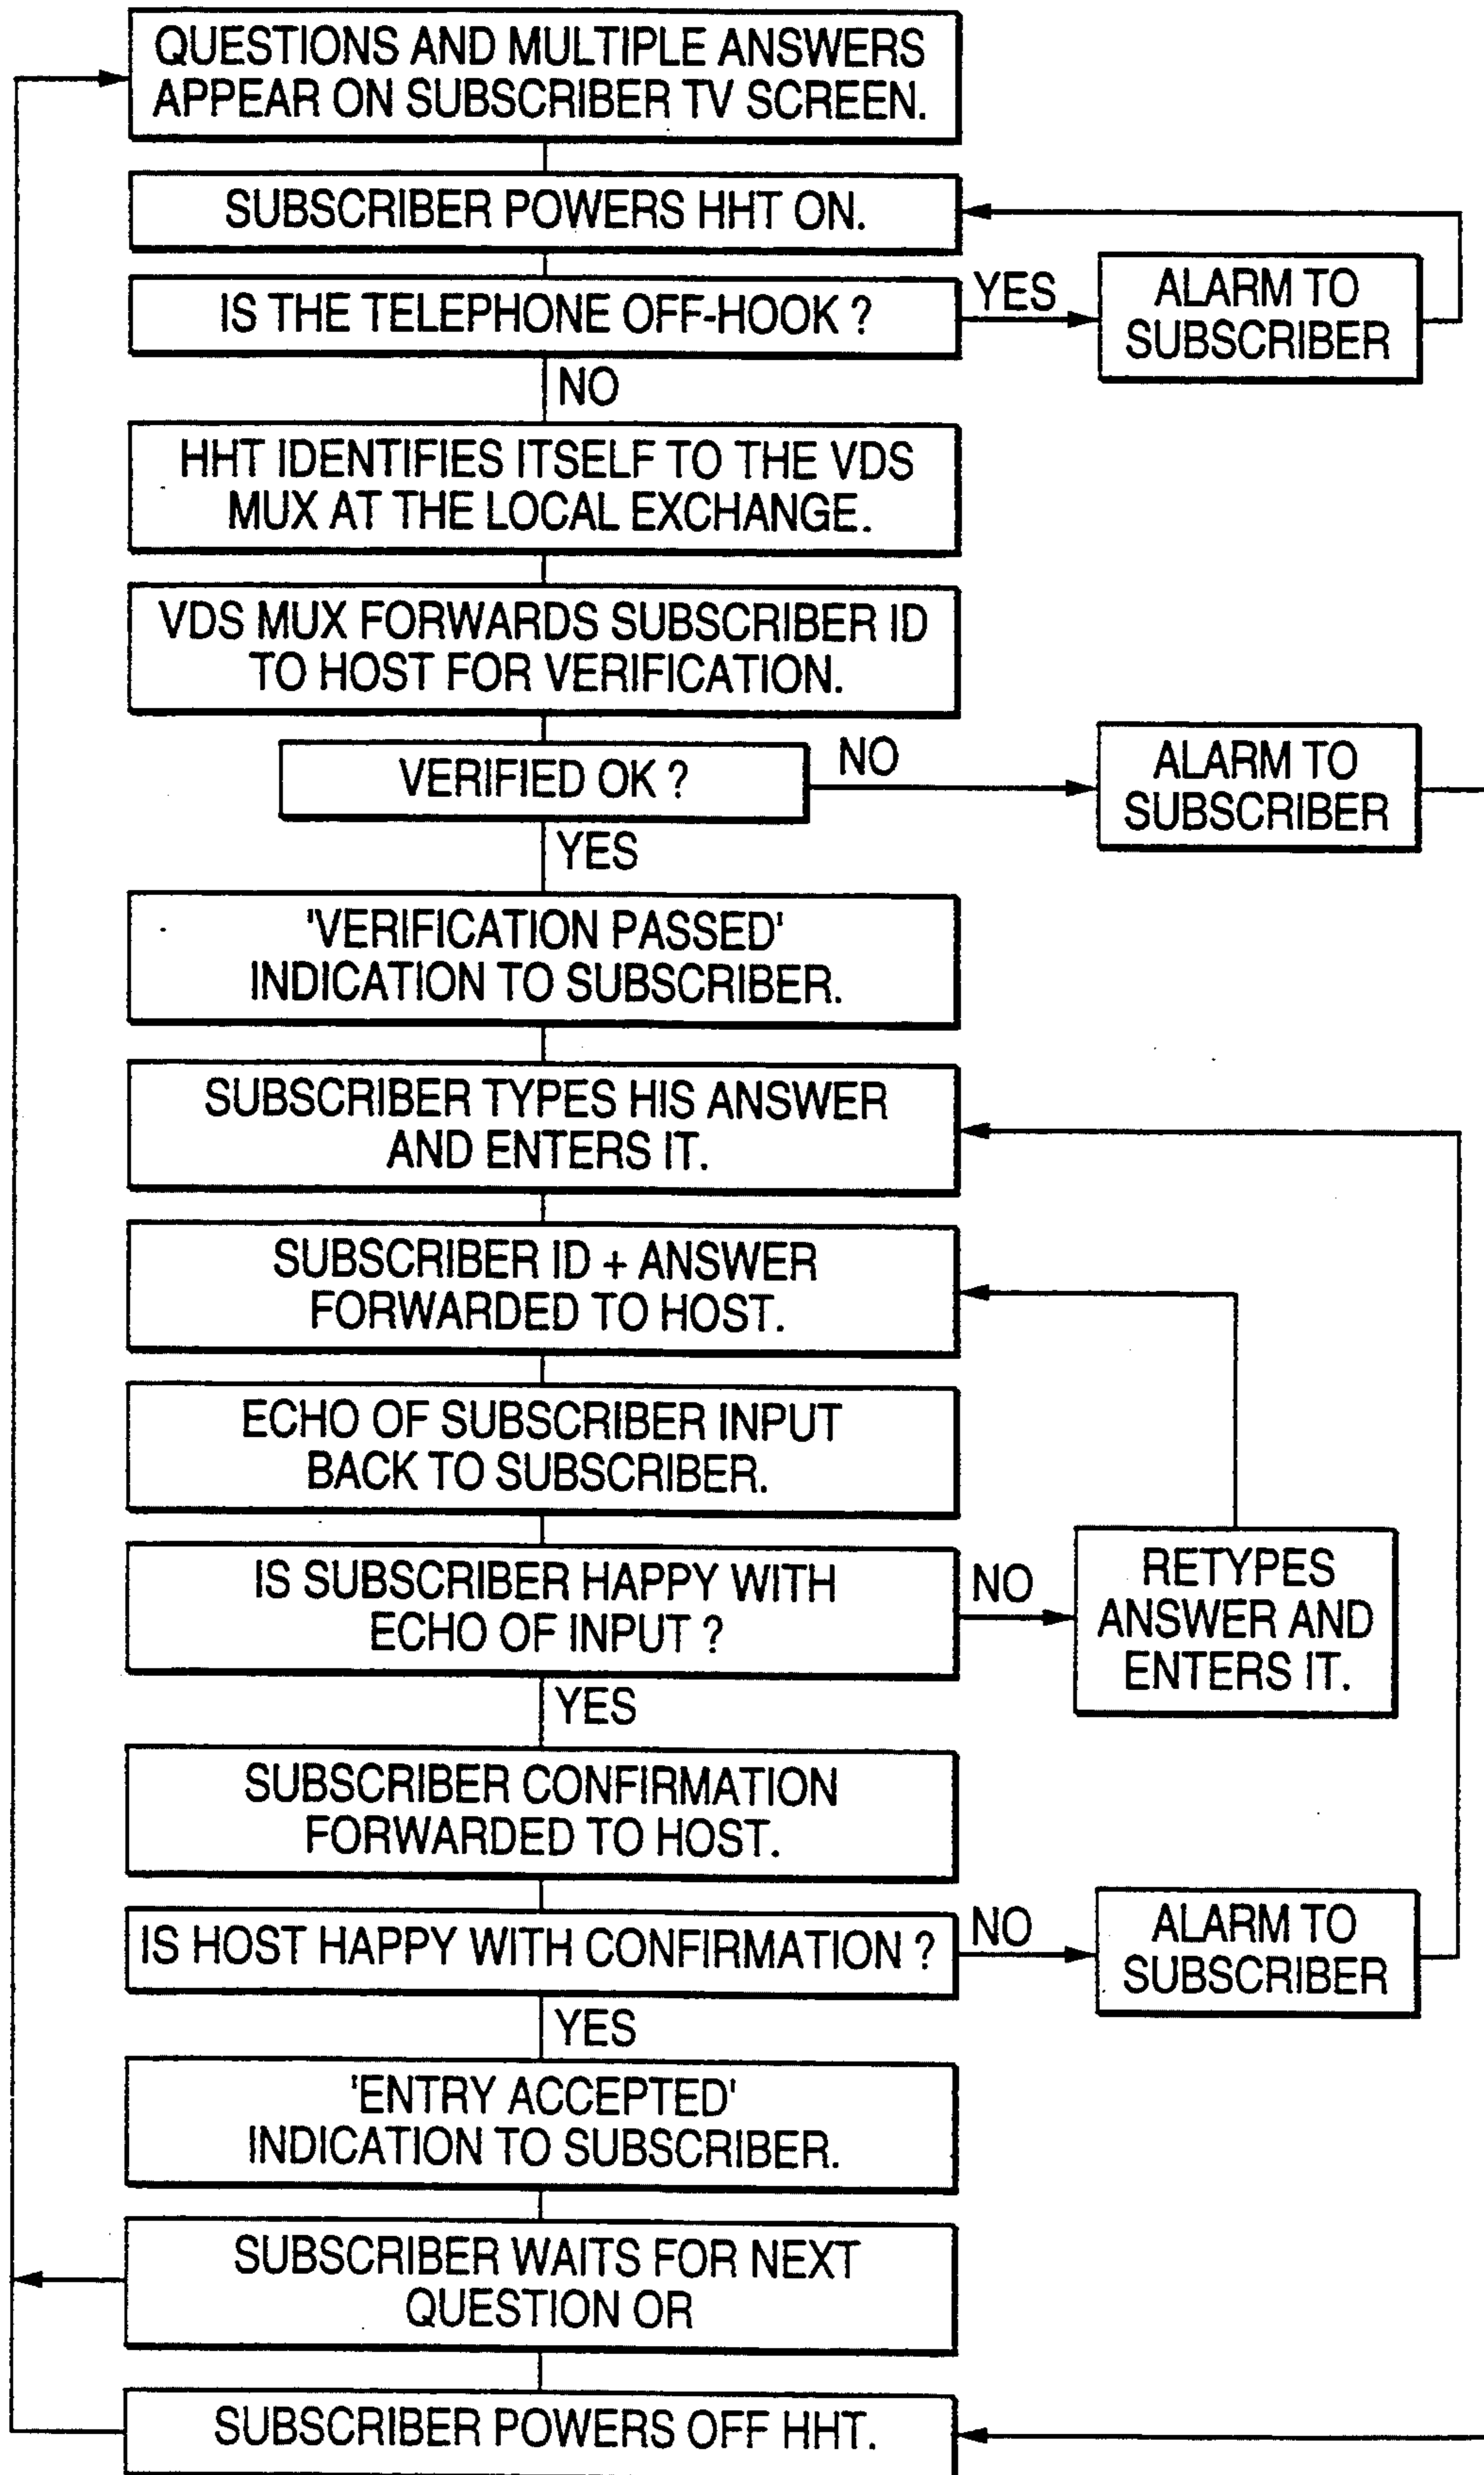 QUESTIONS AND MULTIPLE ANSWERS
APPEAR ON SUBSCRIBER TV SCREEN.
SUBSCRIBER POWERS HHT ON.
IS THE TELEPHONE OFF-HOOK ?
YES
ALARM TO
SUBSCRIBER
NO
HHT IDENTIFIES ITSELF TO THE VDS
MUX AT THE LOCAL EXCHANGE.
VDS MUX FORWARDS SUBSCRIBER ID
TO HOST FOR VERIFICATION.
VERIFIED OK ?
NO
ALARM TO
SUBSCRIBER
YES
'VERIFICATION PASSED'
INDICATION TO SUBSCRIBER.
SUBSCRIBER TYPES HIS ANSWER
AND ENTERS IT.
SUBSCRIBER ID + ANSWER
FORWARDED TO HOST.
ECHO OF SUBSCRIBER INPUT
BACK TO SUBSCRIBER.
IS SUBSCRIBER HAPPY WITH
ECHO OF INPUT ?
NO
RETYPES
ANSWER AND
ENTERS IT.
YES
SUBSCRIBER CONFIRMATION
FORWARDED TO HOST.
IS HOST HAPPY WITH CONFIRMATION ?
NO
ALARM TO
SUBSCRIBER
YES
'ENTRY ACCEPTED'
INDICATION TO SUBSCRIBER.
SUBSCRIBER WAITS FOR NEXT
QUESTION OR
SUBSCRIBER POWERS OFF HHT.